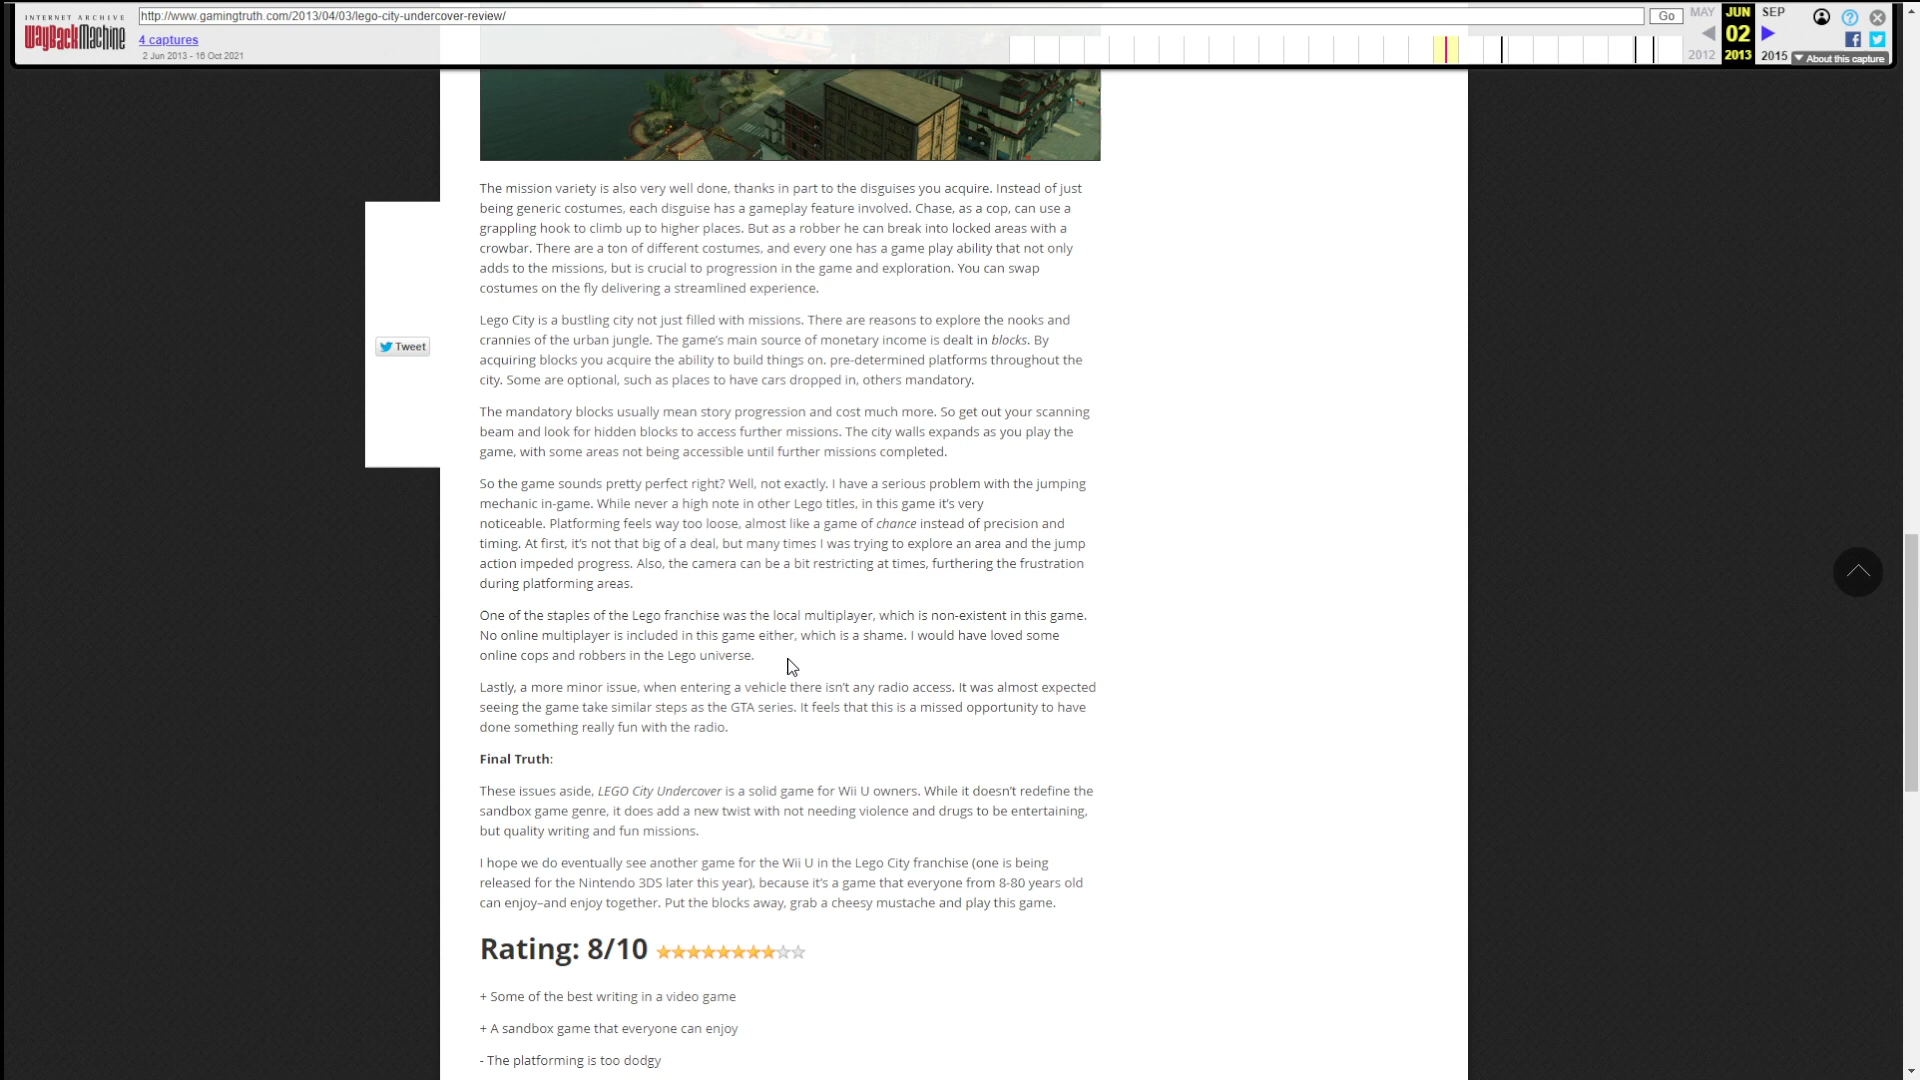 INTERNET ARCHIVE
WayBackMachine
http://www.gamingtruth.com/2013/04/03/lego-city-undercover-review/
Go
MAY
JUN
SEP
4 captures
02
2 Jun 2013 - 16 Oct 2021
2012
2013
2015
About this capture
The mission variety is also very well done, thanks in part to the disguises you acquire. Instead of just
being generic costumes, each disguise has a gameplay feature involved. Chase, as a cop, can use a
grappling hook to climb up to higher places. But as a robber he can break into locked areas with a
crowbar. There are a ton of different costumes, and every one has a game play ability that not only
adds to the missions, but is crucial to progression in the game and exploration. You can swap
costumes on the fly delivering a streamlined experience.
Lego City is a bustling city not just filled with missions. There are reasons to explore the nooks and
crannies of the urban jungle. The game's main source of monetary income is dealt in blocks. By
acquiring blocks you acquire the ability to build things on. pre-determined platforms throughout the
city. Some are optional, such as places to have cars dropped in, others mandatory.
Tweet
The mandatory blocks usually mean story progression and cost much more. So get out your scanning
beam and look for hidden blocks to access further missions. The city walls expands as you play the
game, with some areas not being accessible until further missions completed.
So the game sounds pretty perfect right? Well, not exactly. I have a serious problem with the jumping
mechanic in-game. While never a high note in other Lego titles, in this game it's very
noticeable. Platforming feels way too loose, almost like a game of chance instead of precision and
timing. At first, it's not that big of a deal, but many times I was trying to explore an area and the jump
action impeded progress. Also, the camera can be a bit restricting at times, furthering the frustration
during platforming areas.
One of the staples of the Lego franchise was the local multiplayer, which is non-existent in this game.
No online multiplayer is included in this game either, which is a shame. I would have loved some
online cops and robbers in the Lego universe.
Lastly, a more minor issue, when entering a vehicle there isn't any radio access. It was almost expected
seeing the game take similar steps as the GTA series. It feels that this is a missed opportunity to have
done something really fun with the radio.
Final Truth:
These issues aside, LEGO City Undercover is a solid game for Wii U owners. While it doesn't redefine the
sandbox game genre, it does add a new twist with not needing violence and drugs to be entertaining,
but quality writing and fun missions.
I hope we do eventually see another game for the Wii U in the Lego City franchise (one is being
released for the Nintendo 3DS later this year), because it's a game that everyone from 8-80 years old
can enjoy–and enjoy together. Put the blocks away, grab a cheesy mustache and play this game.
Rating: 8/10
+ Some of the best writing in a video game
+ A sandbox game that everyone can enjoy
- The platforming is too dodgy